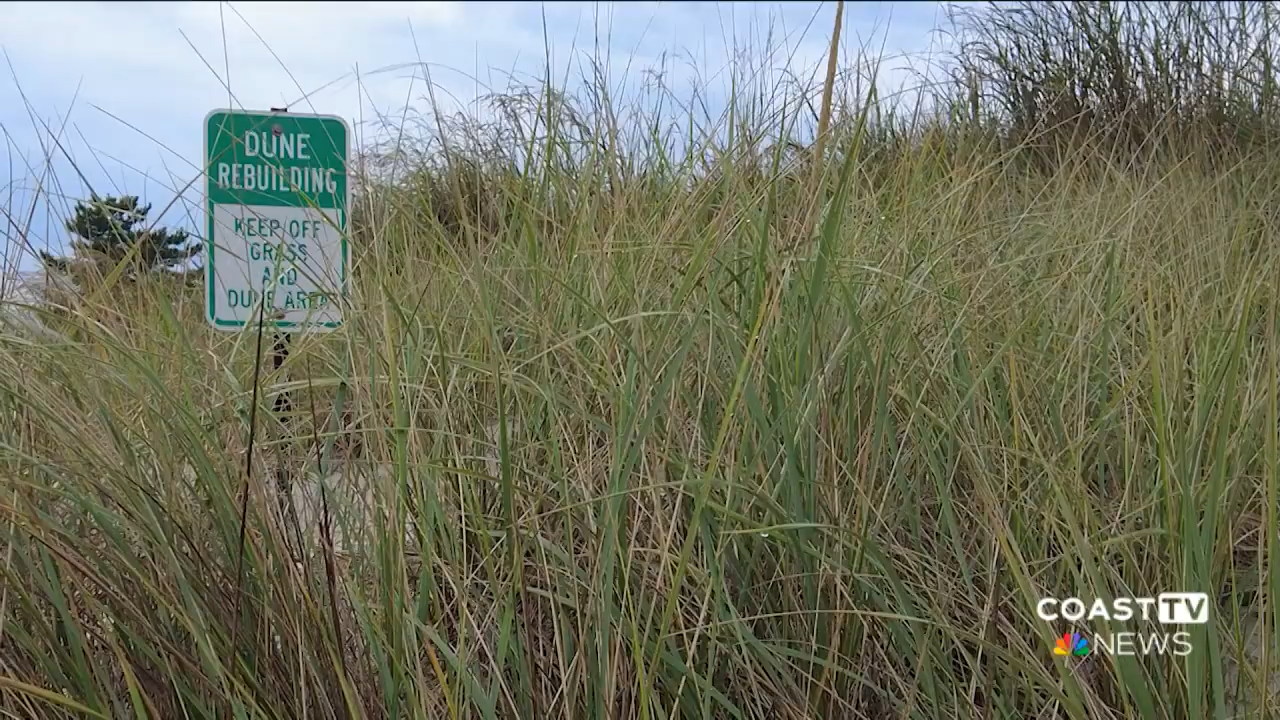 DUNE
REBUILDING
KEEP OFF
GRASS
AND
DUNE AREA
COAST TV
NEWS